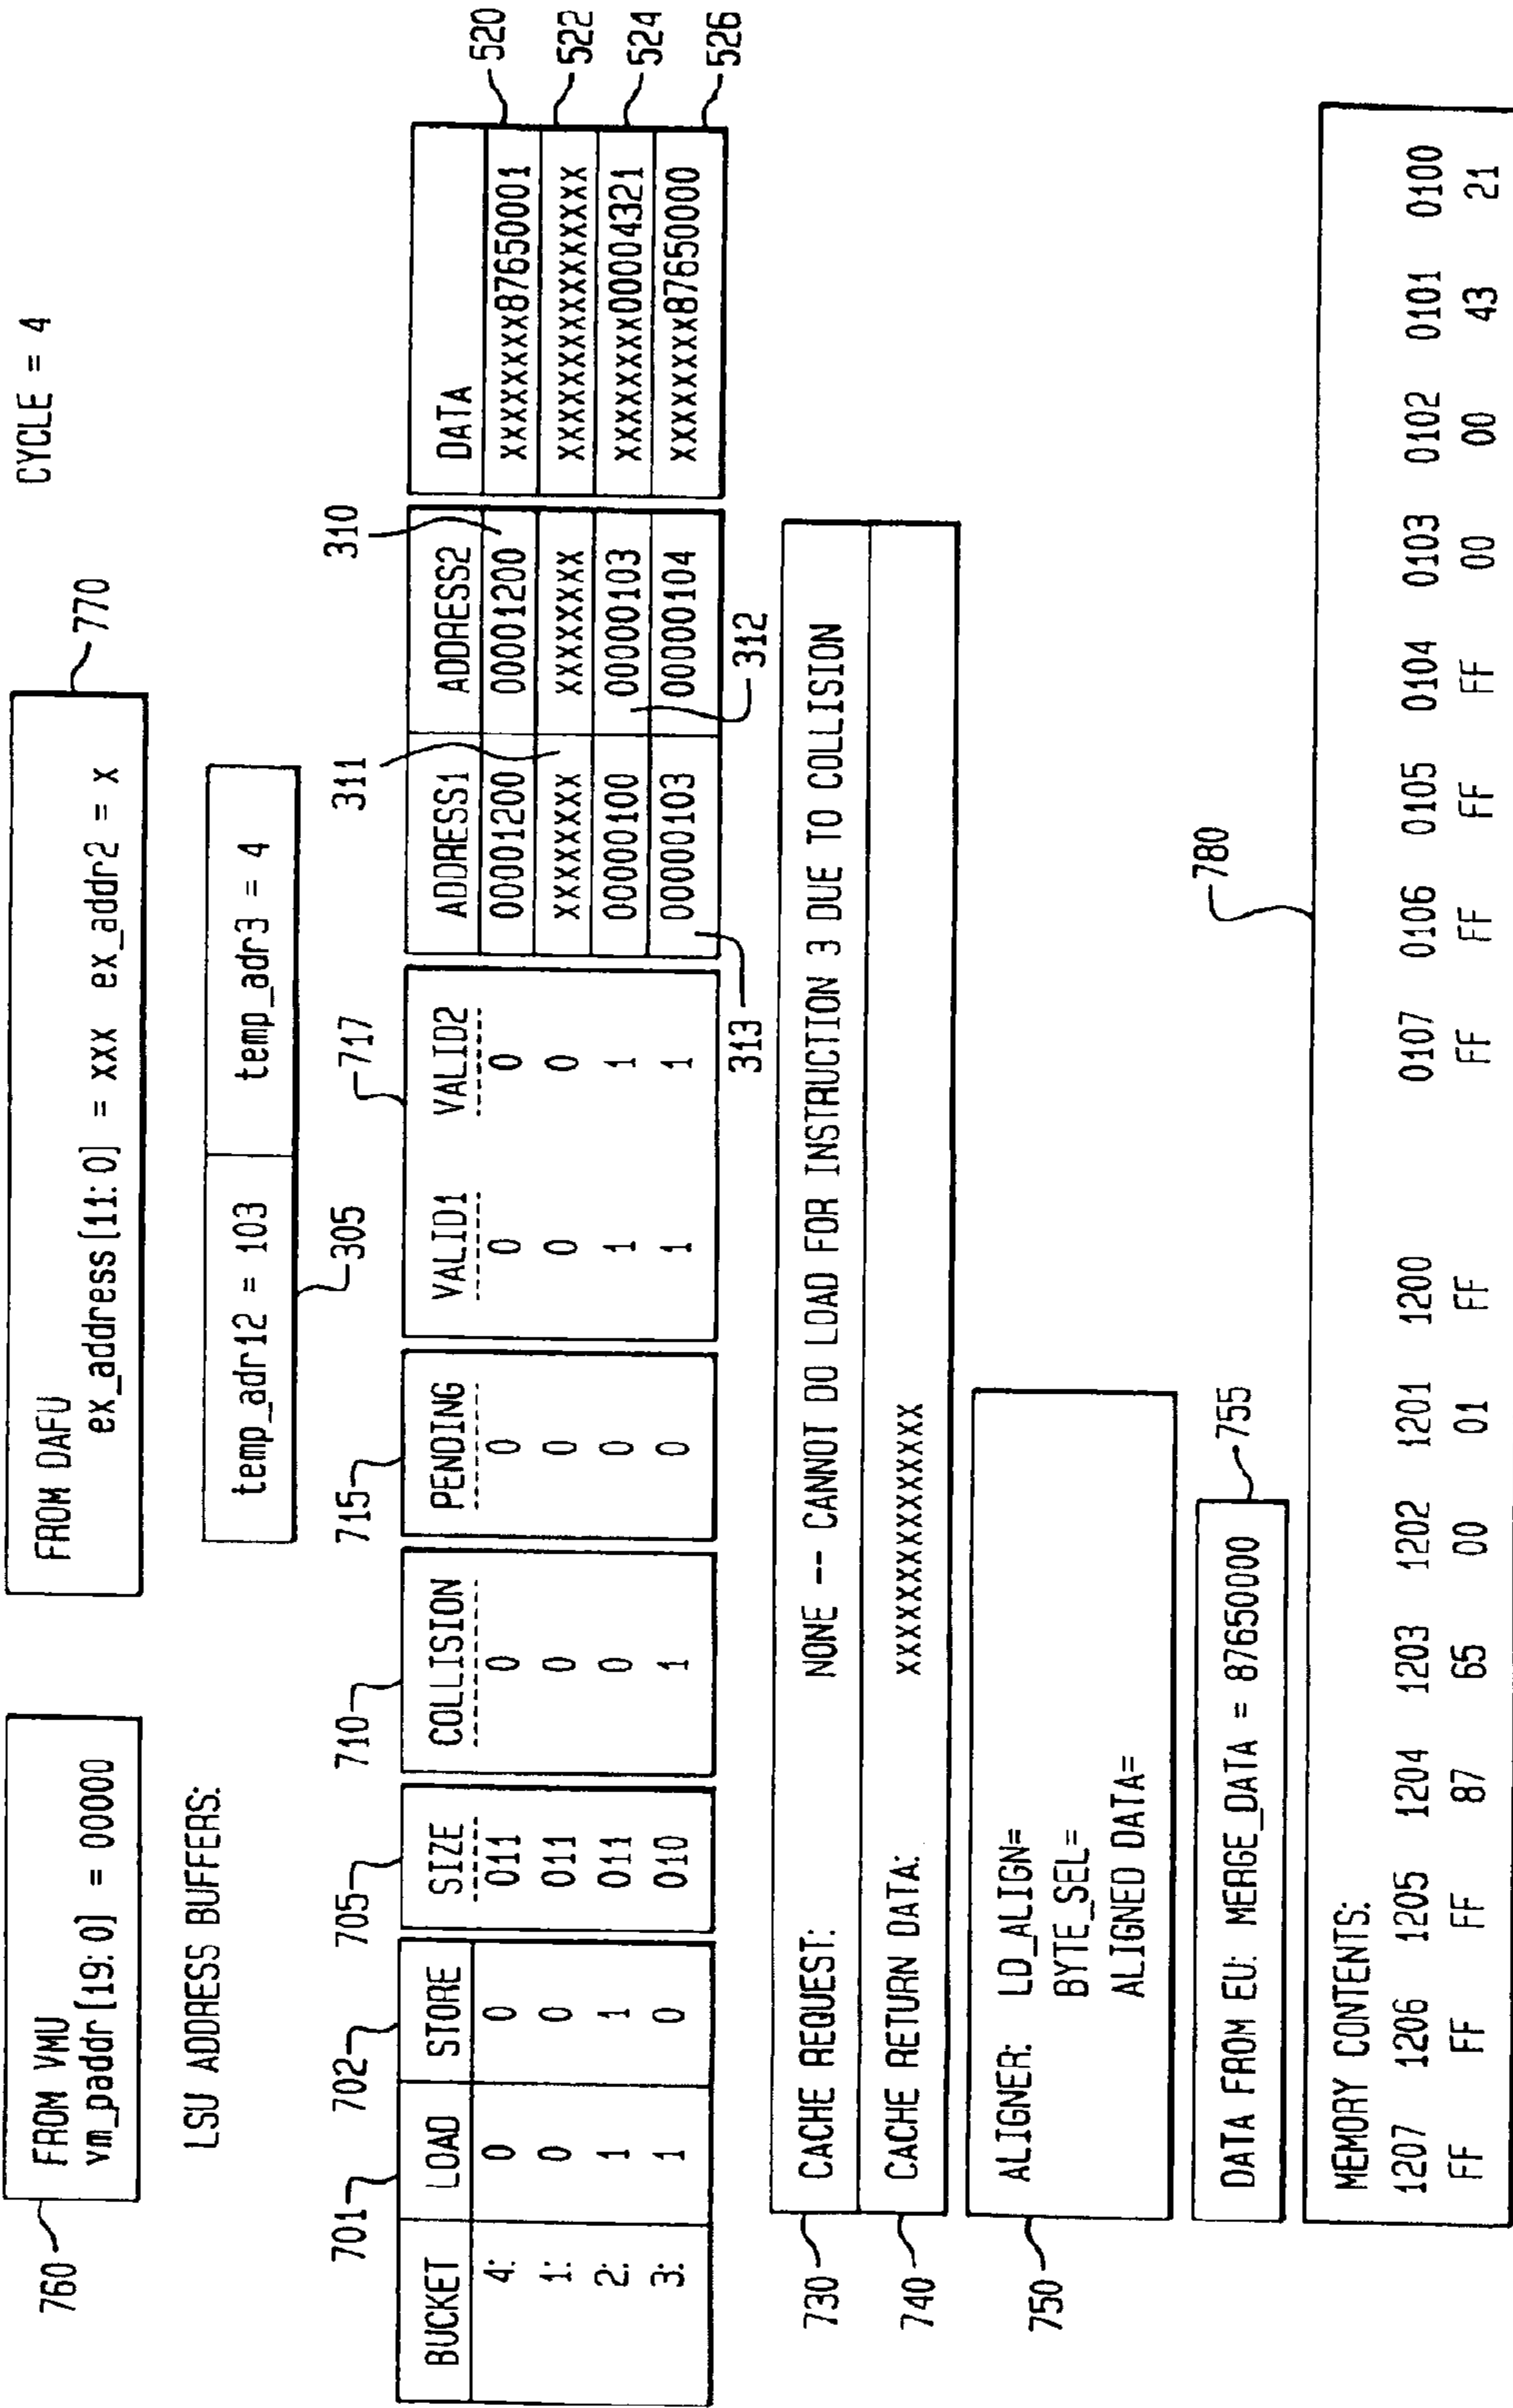 CYCLE = 4
FROM VMU
vm_paddr [19:0] = 00000
760
FROM DAFU
ex_address [11:0] = xxx ex_addr2 = x
770
LSU ADDRESS BUFFERS:
temp_adr12 = 103 temp_adr3 = 4
305
701 702 705 710 715 717 311 310
BUCKET LOAD STORE SIZE COLLISION PENDING VALID1 VALID2 ADDRESS1 ADDRESS2 DATA
4: 0 0 011 0 0 0 0 00001200 00001200 xxxxxxx87650001 520
1: 0 0 011 0 0 0 0 xxxxxxxx xxxxxxxx xxxxxxxxxxxxxxx 522
2: 1 1 011 0 0 1 1 00000100 00000103 xxxxxxx00004321 524
3: 1 0 010 1 0 1 1 00000103 00000104 xxxxxxx87650000 526
313 312
730 CACHE REQUEST: NONE -- CANNOT DO LOAD FOR INSTRUCTION 3 DUE TO COLLISION
740 CACHE RETURN DATA: xxxxxxxxxxxxxxx
750 ALIGNER: LD_ALIGN=
BYTE_SEL=
ALIGNED DATA=
DATA FROM EU: MERGE_DATA = 87650000 755
780
MEMORY CONTENTS:
1207 1206 1205 1204 1203 1202 1201 1200 0107 0106 0105 0104 0103 0102 0101 0100
FF FF FF 87 65 00 01 FF FF FF FF FF 00 00 43 21